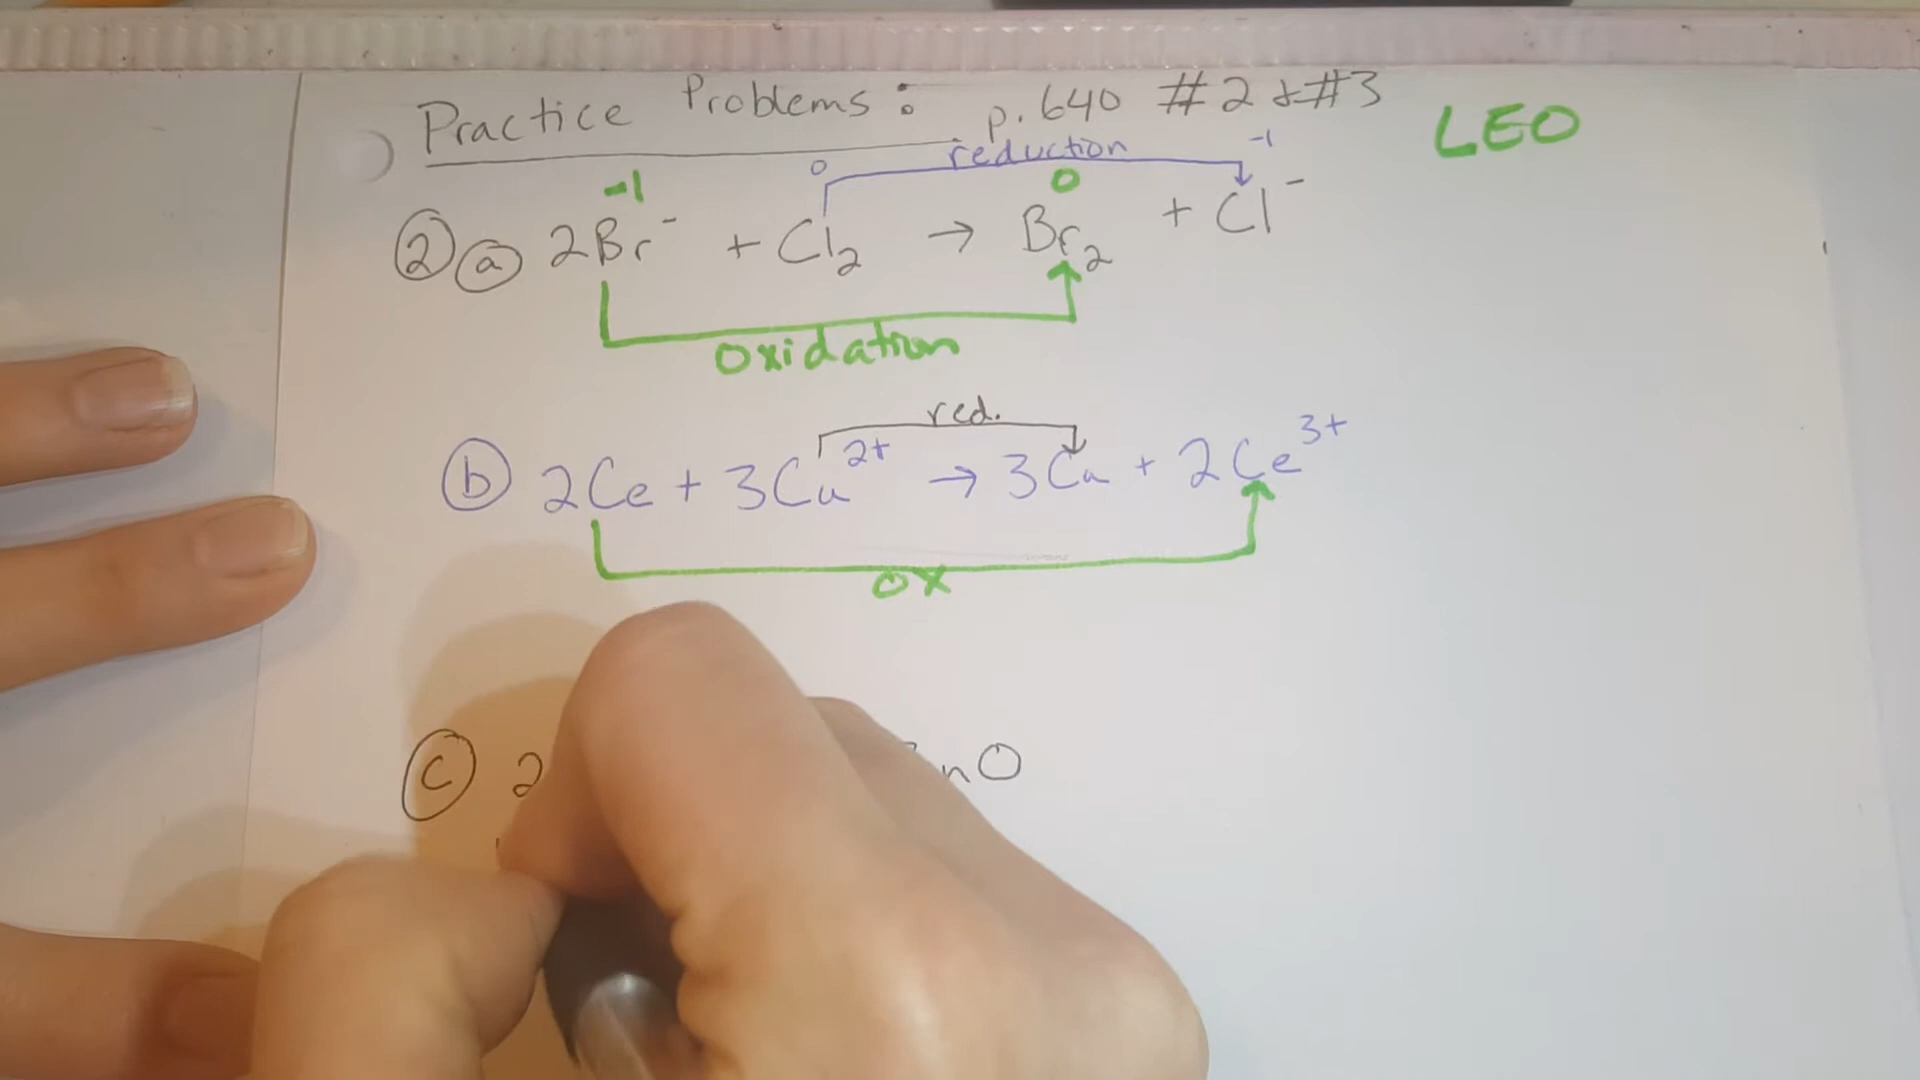 Practice Problems: p.640 #2 & #3
LEO
reduction
-1 0 0 -1
2 a 2Br⁻ + Cl₂ → Br₂ + Cl⁻
oxidation
red.
b 2Ce + 3Cu²⁺ → 3Cu + 2Ce³⁺
ox
c 2 nO